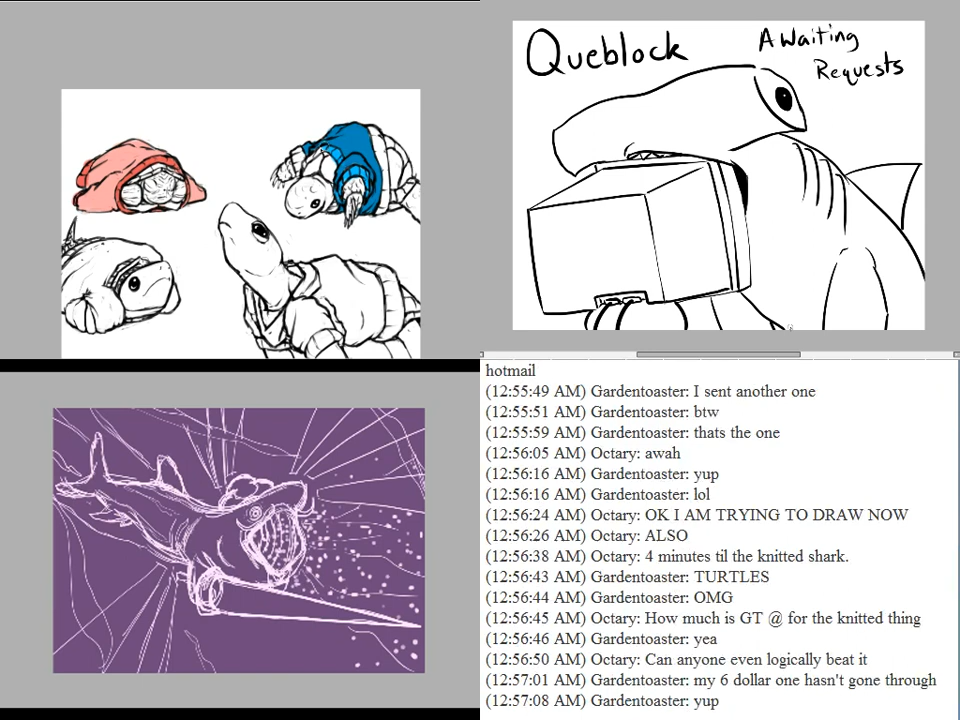 Queblock
Awaiting
Requests
hotmail
(12:55:49 AM) Gardentoaster: I sent another one
(12:55:51 AM) Gardentoaster: btw
(12:55:59 AM) Gardentoaster: thats the one
(12:56:05 AM) Octary: awah
(12:56:16 AM) Gardentoaster: yup
(12:56:16 AM) Gardentoaster: lol
(12:56:24 AM) Octary: OK I AM TRYING TO DRAW NOW
(12:56:26 AM) Octary: ALSO
(12:56:38 AM) Octary: 4 minutes til the knitted shark.
(12:56:43 AM) Gardentoaster: TURTLES
(12:56:44 AM) Gardentoaster: OMG
(12:56:45 AM) Octary: How much is GT @ for the knitted thing
(12:56:46 AM) Gardentoaster: yea
(12:56:50 AM) Octary: Can anyone even logically beat it
(12:57:01 AM) Gardentoaster: my 6 dollar one hasn't gone through
(12:57:08 AM) Gardentoaster: yup